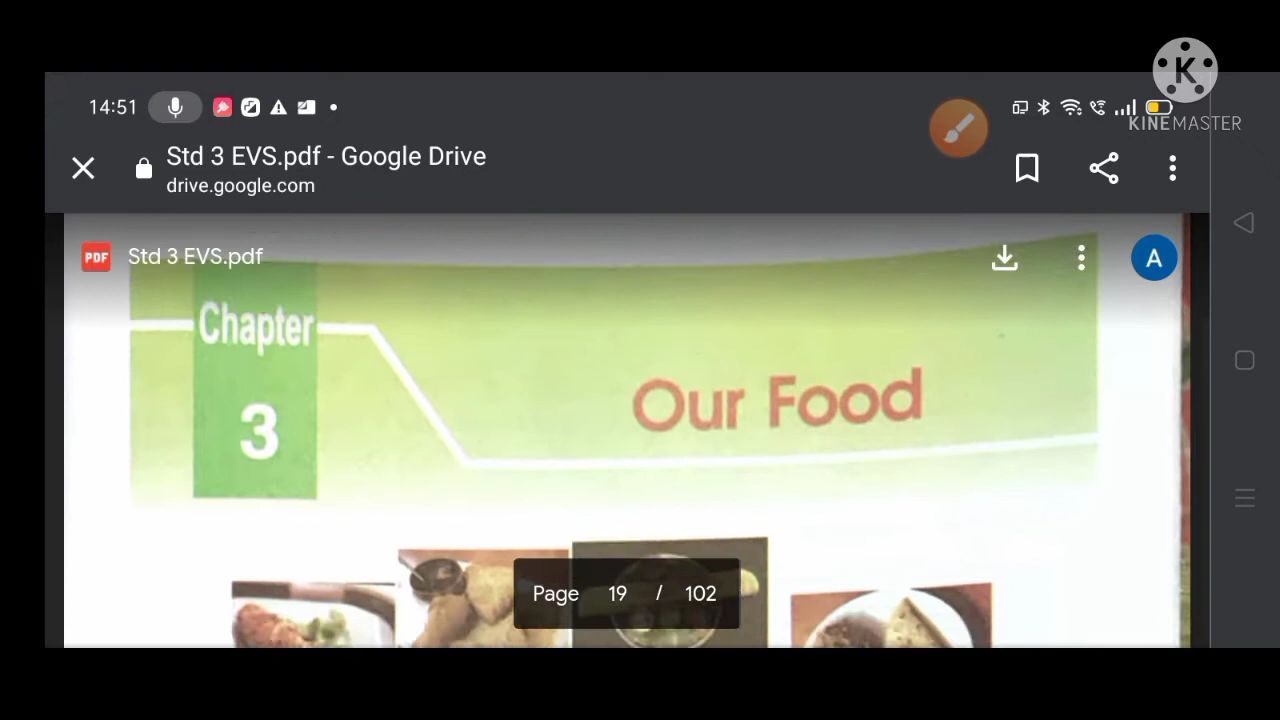 14:51
KINEMASTER
Std 3 EVS.pdf - Google Drive
drive.google.com
PDF
Std 3 EVS.pdf
A
Chapter
3
Our Food
Page 19 / 102